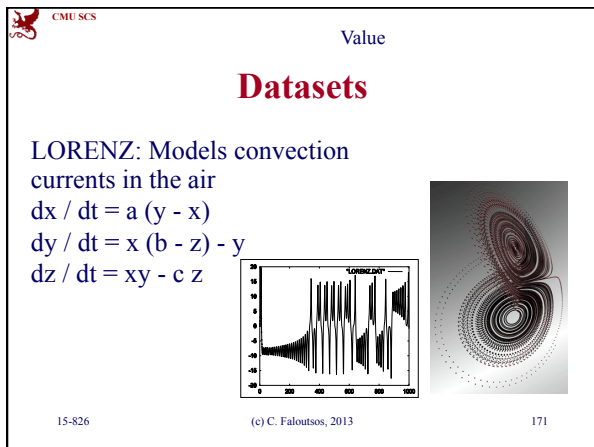 CMU SCS
Value
Datasets
LORENZ: Models convection
currents in the air
dx / dt = a (y - x)
dy / dt = x (b - z) - y
dz / dt = xy - c z
"LORENZ.DAT"
20
15
10
5
0
-5
-10
-15
-20
0 200 400 600 800 1000
15-826 (c) C. Faloutsos, 2013 171